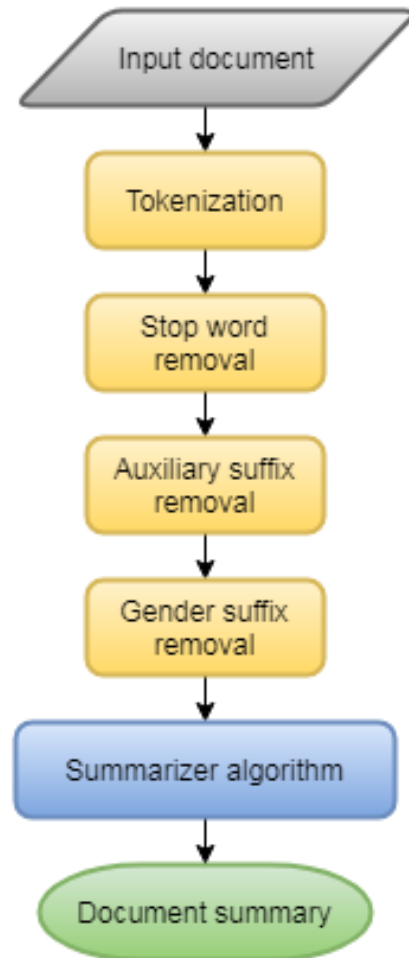 Input document
Tokenization
Stop word
removal
Auxiliary suffix
removal
Gender suffix
removal
Summarizer algorithm
Document summary